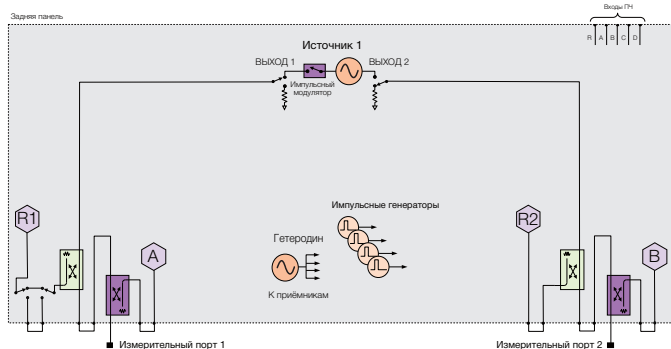 Задняя панель
Входы ПЧ
R A B C D
Источник 1
ВЫХОД 1
ВЫХОД 2
Импульсный
модулятор
R1
A
Гетеродин
К приёмникам
Импульсные генераторы
R2
B
Измерительный порт 1
Измерительный порт 2